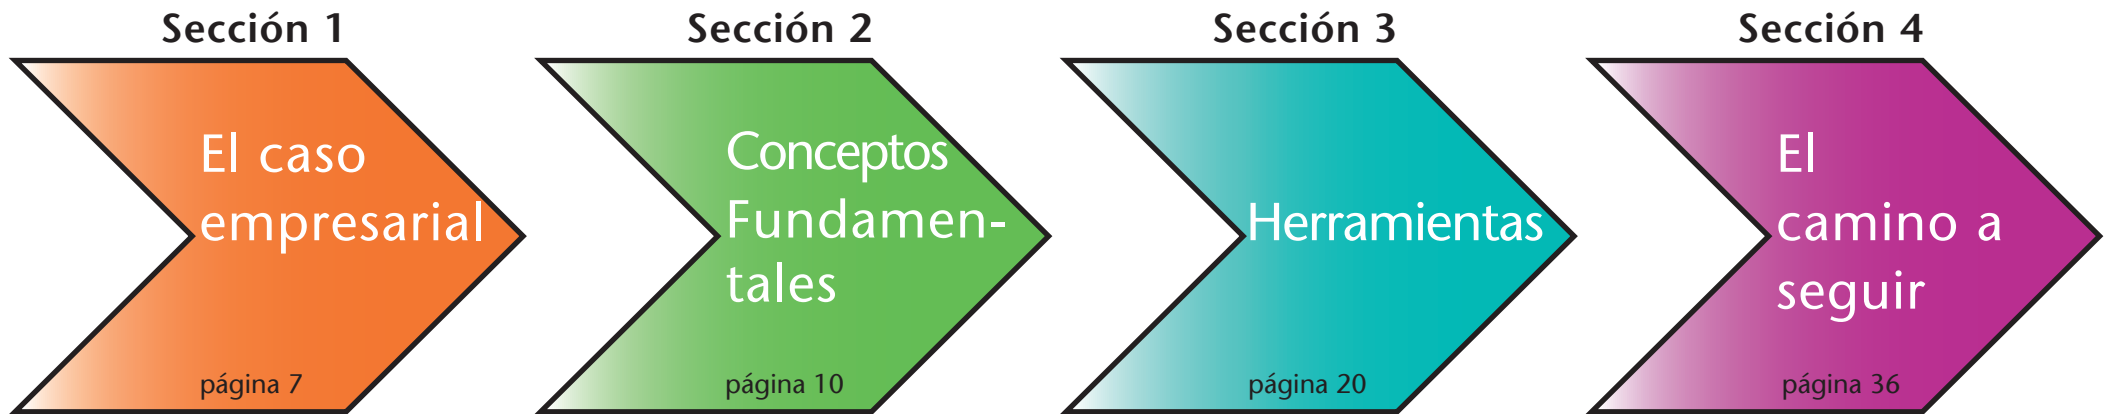 Sección 1
El caso
empresarial
página 7
Sección 2
Conceptos
Fundamen-
tales
página 10
Sección 3
Herramientas
página 20
Sección 4
El
camino a
seguir
página 36